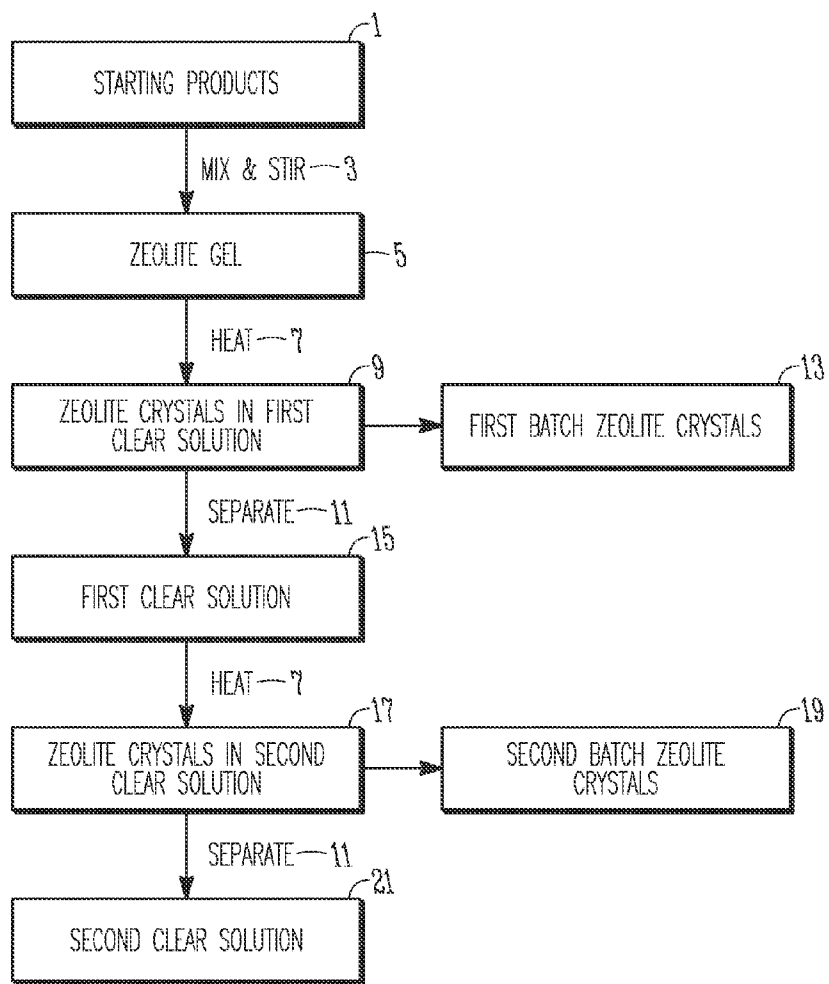 1
STARTING PRODUCTS
MIX & STIR 3
ZEOLITE GEL
5
HEAT 7
9
ZEOLITE CRYSTALS IN FIRST
CLEAR SOLUTION
13
FIRST BATCH ZEOLITE CRYSTALS
SEPARATE 11
15
FIRST CLEAR SOLUTION
HEAT 7
17
ZEOLITE CRYSTALS IN SECOND
CLEAR SOLUTION
19
SECOND BATCH ZEOLITE
CRYSTALS
SEPARATE 11
21
SECOND CLEAR SOLUTION